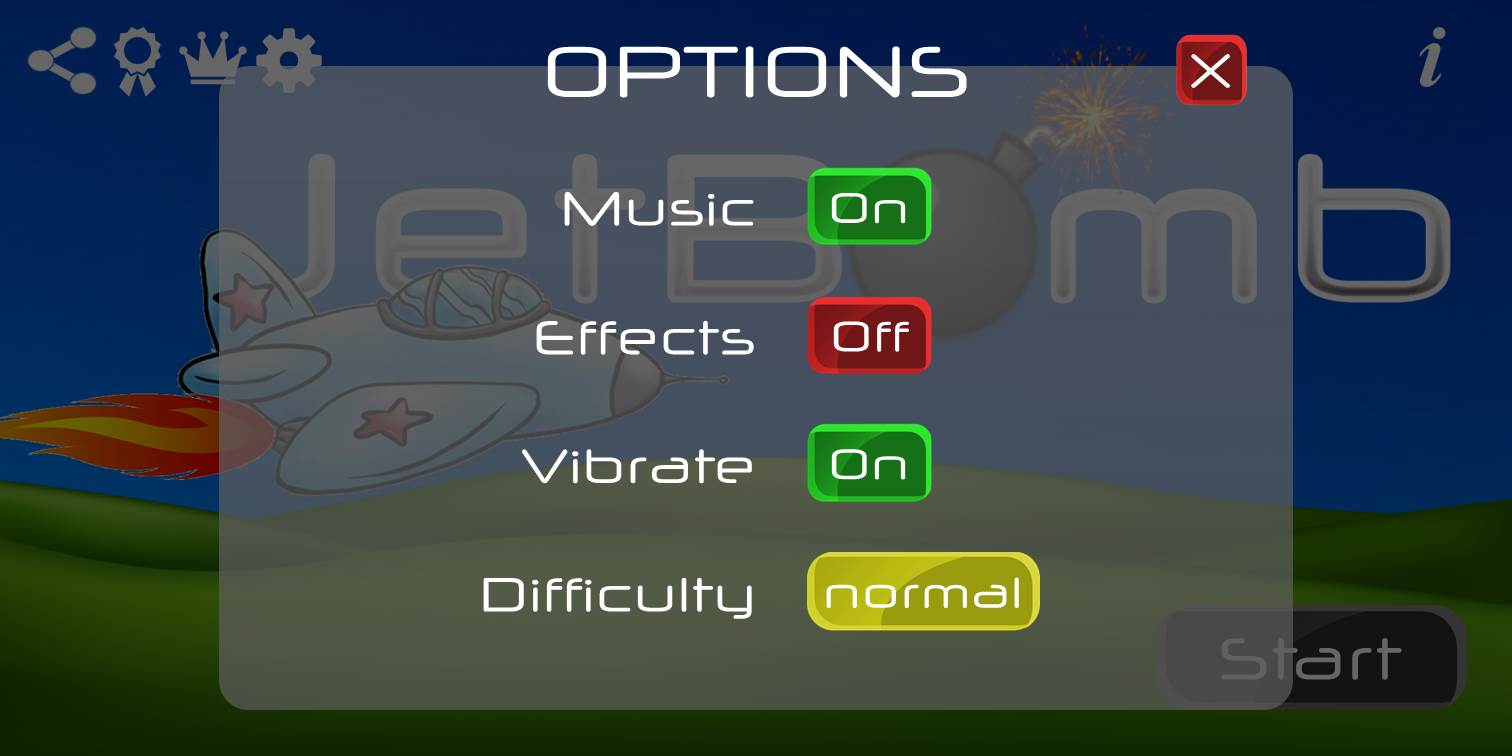 OPTIONS
i
JetBomb
Music On
Effects Off
Vibrate On
Difficulty normal
Start